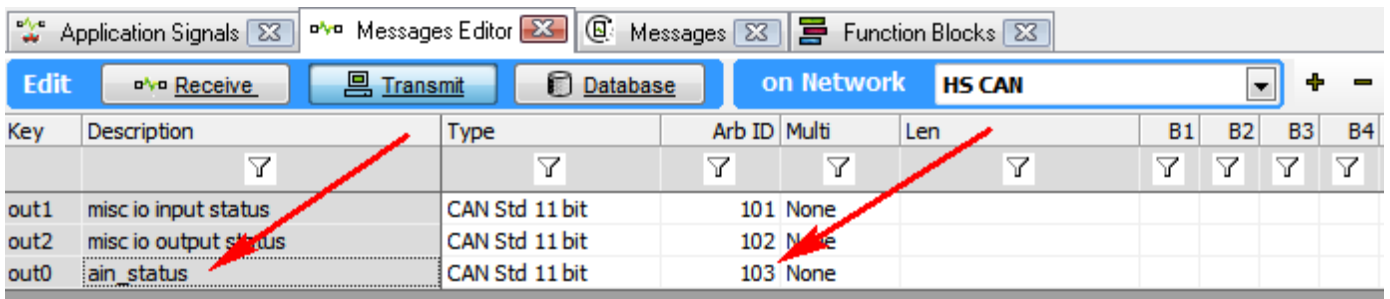 Application Signals Messages Editor Messages Function Blocks
Edit Receive Transmit Database on Network HS CAN
Key Description Type Arb ID Multi Len B1 B2 B3 B4
out1 misc io input status CAN Std 11 bit 101 None
out2 misc io output status CAN Std 11 bit 102 None
out0 ain_status CAN Std 11 bit 103 None